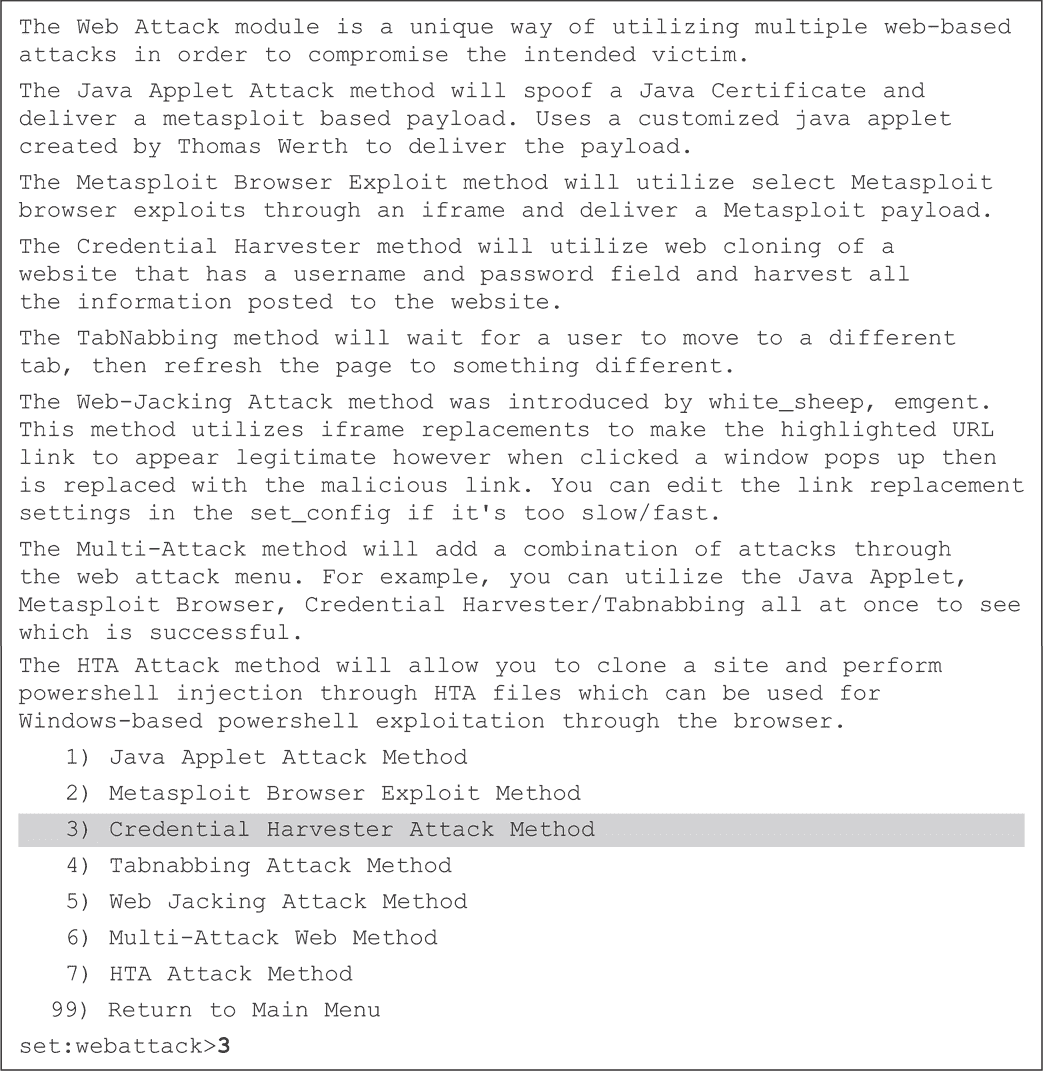 The Web Attack module is a unique way of utilizing multiple web-based
attacks in order to compromise the intended victim.
The Java Applet Attack method will spoof a Java Certificate and
deliver a metasploit based payload. Uses a customized java applet
created by Thomas Werth to deliver the payload.
The Metasploit Browser Exploit method will utilize select Metasploit
browser exploits through an iframe and deliver a Metasploit payload.
The Credential Harvester method will utilize web cloning of a
website that has a username and password field and harvest all
the information posted to the website.
The TabNabbing method will wait for a user to move to a different
tab, then refresh the page to something different.
The Web-Jacking Attack method was introduced by white_sheep, emgent.
This method utilizes iframe replacements to make the highlighted URL
link to appear legitimate however when clicked a window pops up then
is replaced with the malicious link. You can edit the link replacement
settings in the set_config if it's too slow/fast.
The Multi-Attack method will add a combination of attacks through
the web attack menu. For example, you can utilize the Java Applet,
Metasploit Browser, Credential Harvester/Tabnabbing all at once to see
which is successful.
The HTA Attack method will allow you to clone a site and perform
powershell injection through HTA files which can be used for
Windows-based powershell exploitation through the browser.
1) Java Applet Attack Method
2) Metasploit Browser Exploit Method
3) Credential Harvester Attack Method
4) Tabnabbing Attack Method
5) Web Jacking Attack Method
6) Multi-Attack Web Method
7) HTA Attack Method
99) Return to Main Menu
set:webattack>3